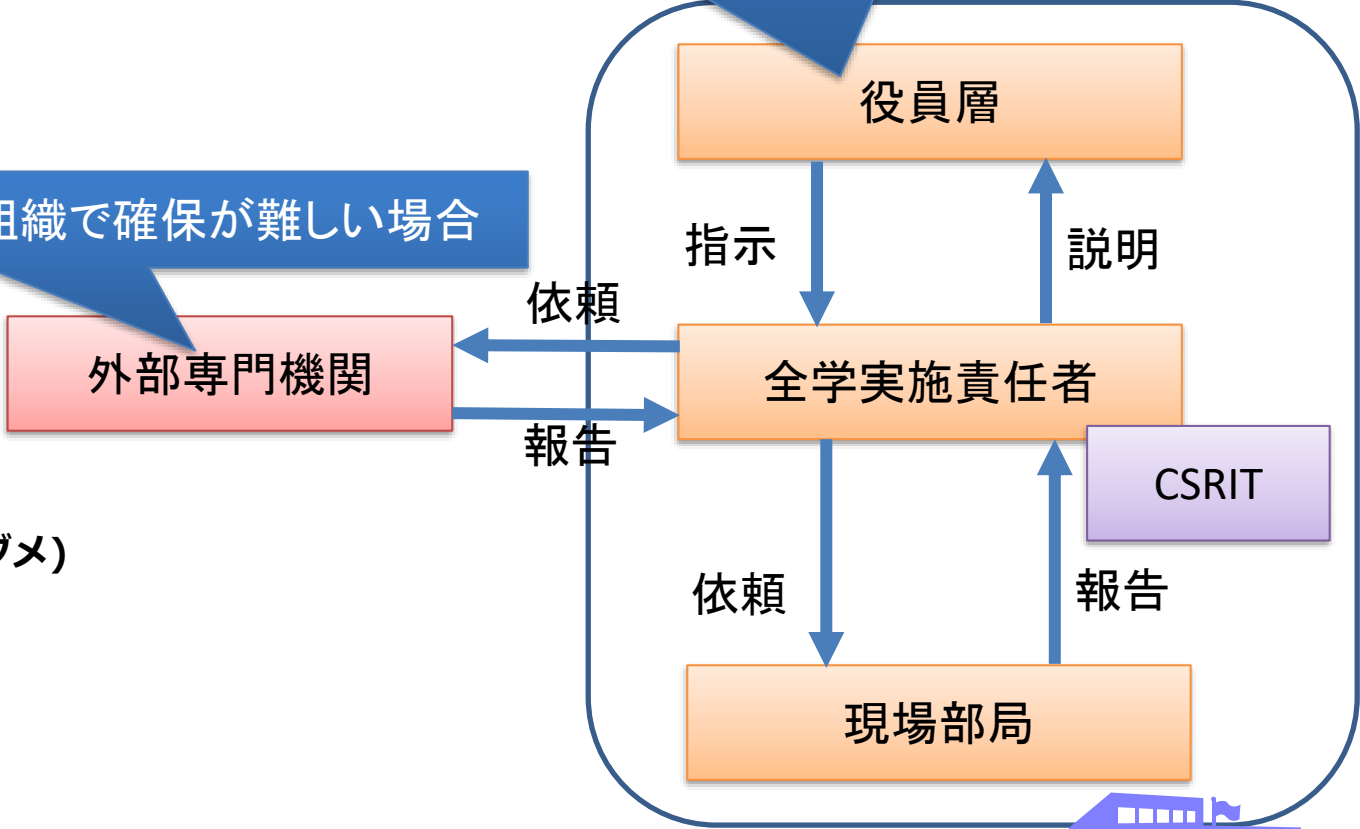 役員層
組織で確保が難しい場合
指示
説明
依頼
外部専門機関
全学実施責任者
報告
CSRIT
メ)
依頼
報告
現場部局